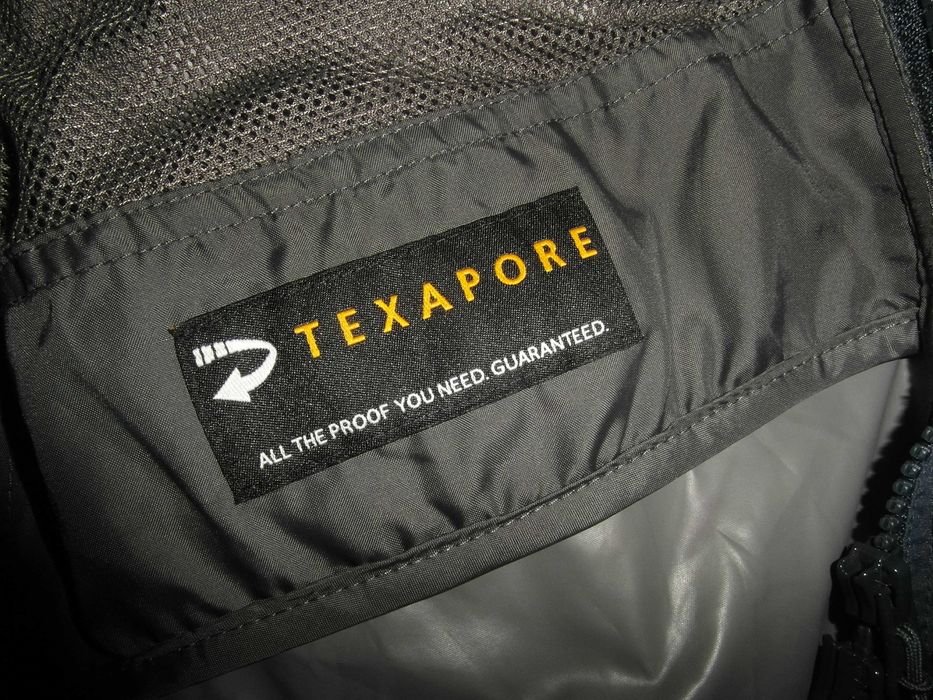 TEXAPORE
ALL THE PROOF YOU NEED. GUARANTEED.